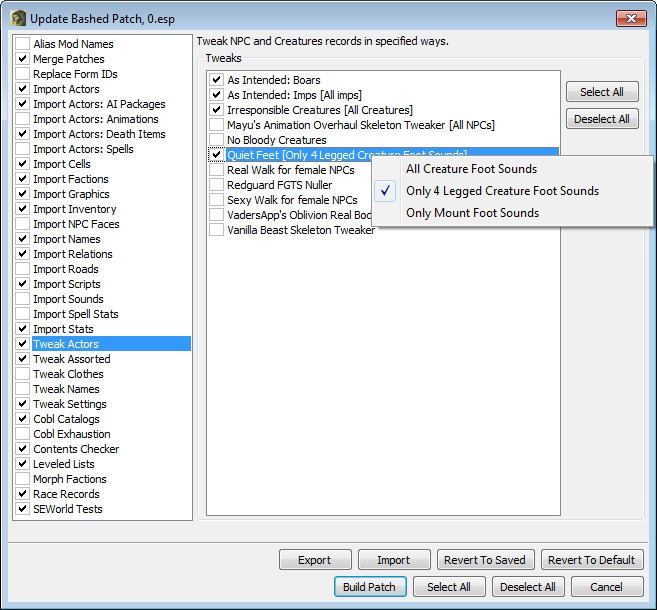 Update Bashed Patch, 0.esp
Alias Mod Names
Merge Patches
Replace Form IDs
Import Actors
Import Actors: AI Packages
Import Actors: Animations
Import Actors: Death Items
Import Actors: Spells
Import Cells
Import Factions
Import Graphics
Import Inventory
Import NPC Faces
Import Names
Import Relations
Import Roads
Import Scripts
Import Sounds
Import Spell Stats
Import Stats
Tweak Actors
Tweak Assorted
Tweak Clothes
Tweak Names
Tweak Settings
Cobl Catalogs
Cobl Exhaustion
Contents Checker
Leveled Lists
Morph Factions
Race Records
SEWorld Tests
Tweak NPC and Creatures records in specified ways.
Tweaks
As Intended: Boars
As Intended: Imps [All imps]
Irresponsible Creatures [All Creatures]
Mayu's Animation Overhaul Skeleton Tweaker [All NPCs]
No Bloody Creatures
Quiet Feet [Only 4 Legged Creature Foot Sounds]
Real Walk for female NPCs
Redguard FGTS Nuller
Sexy Walk for female NPCs
VadersApp's Oblivion Real Bod
Vanilla Beast Skeleton Tweaker
All Creature Foot Sounds
Only 4 Legged Creature Foot Sounds
Only Mount Foot Sounds
Select All
Deselect All
Export
Import
Revert To Saved
Revert To Default
Build Patch
Select All
Deselect All
Cancel